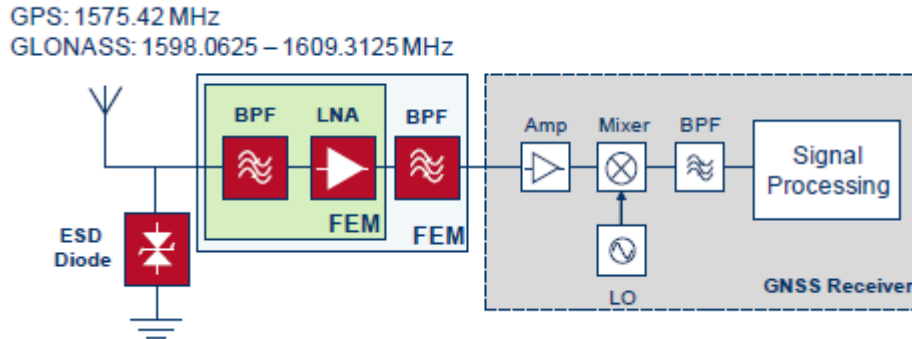 GPS: 1575.42 MHz
GLONASS: 1598.0625 – 1609.3125 MHz
BPF
LNA
BPF
FEM
FEM
ESD
Diode
Amp
Mixer
BPF
Signal
Processing
LO
GNSS Receiver